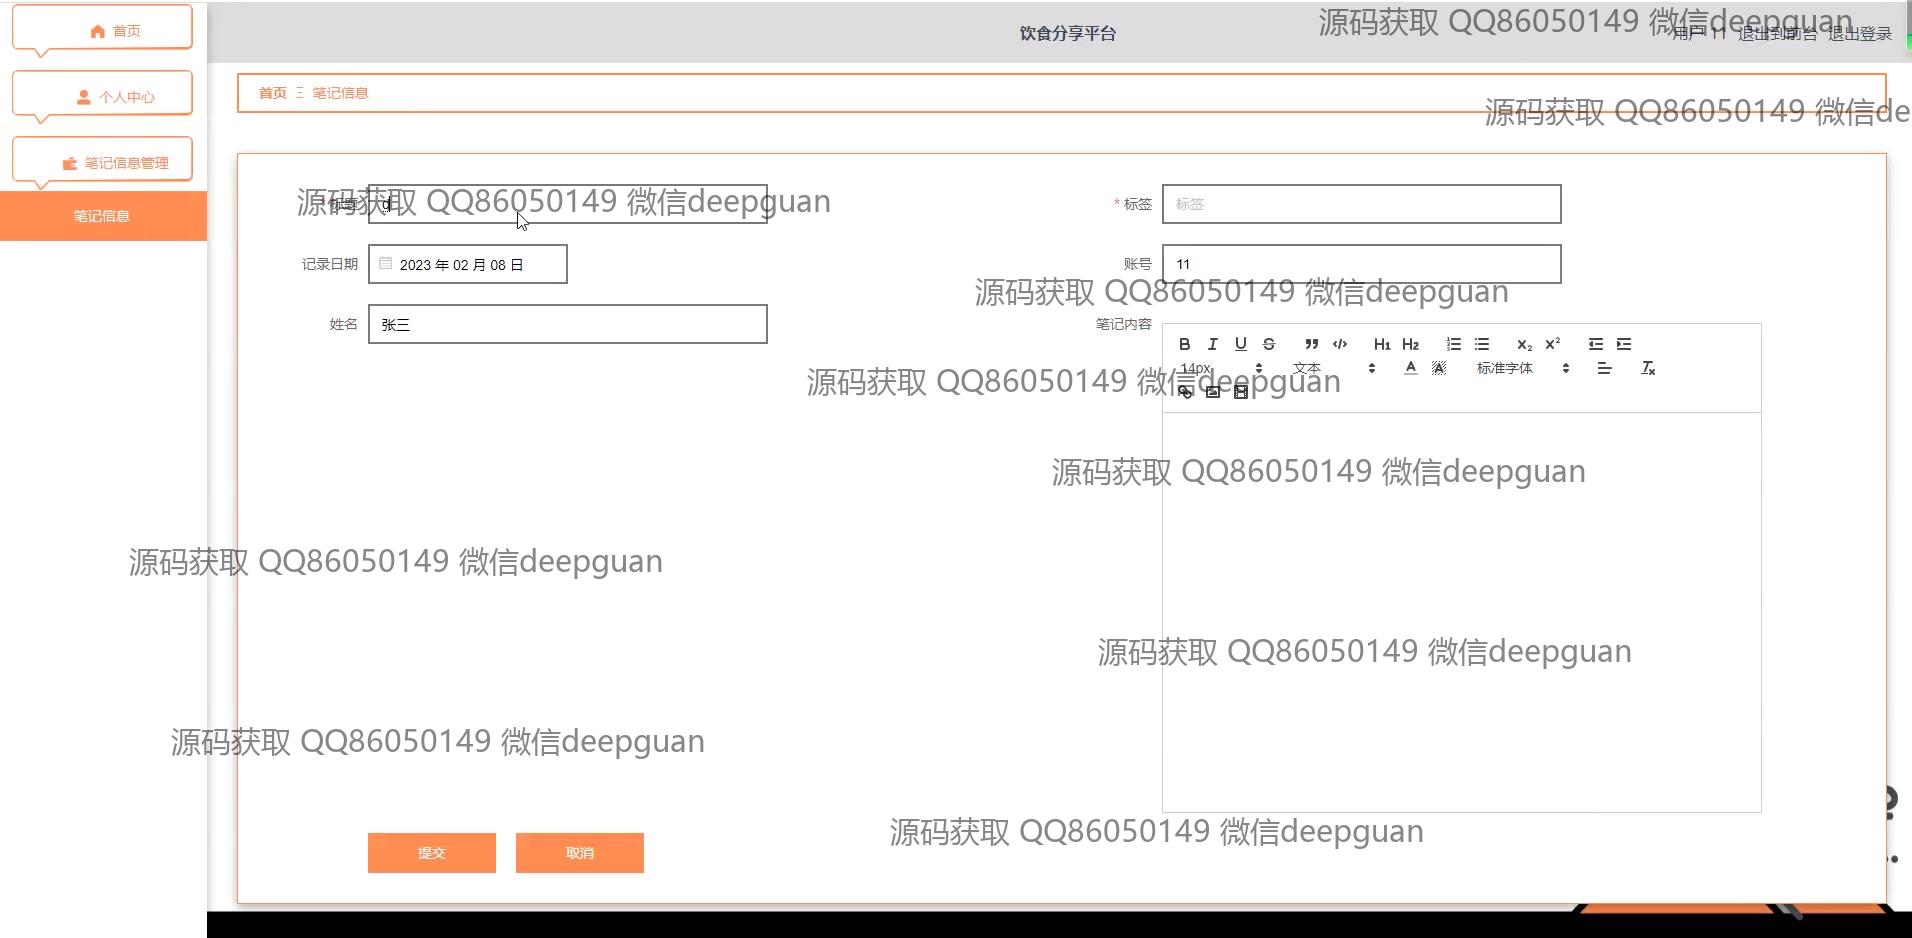 首页
个人中心
笔记信息管理
笔记信息
饮食分享平台
用户 11 退出到前台 退出登录
源码获取 QQ86050149 微信deepguan
首页 笔记信息
源码获取 QQ86050149 微信de
标题 d
源码获取 QQ86050149 微信deepguan
* 标签 标签
记录日期 2023 年 02 月 08 日
账号 11
源码获取 QQ86050149 微信deepguan
姓名 张三
笔记内容
B I U S H1 H2 X2 X2
14px 文本 A A 标准字体 Tx
源码获取 QQ86050149 微信deepguan
源码获取 QQ86050149 微信deepguan
源码获取 QQ86050149 微信deepguan
源码获取 QQ86050149 微信deepguan
源码获取 QQ86050149 微信deepguan
源码获取 QQ86050149 微信deepguan
提交 取消